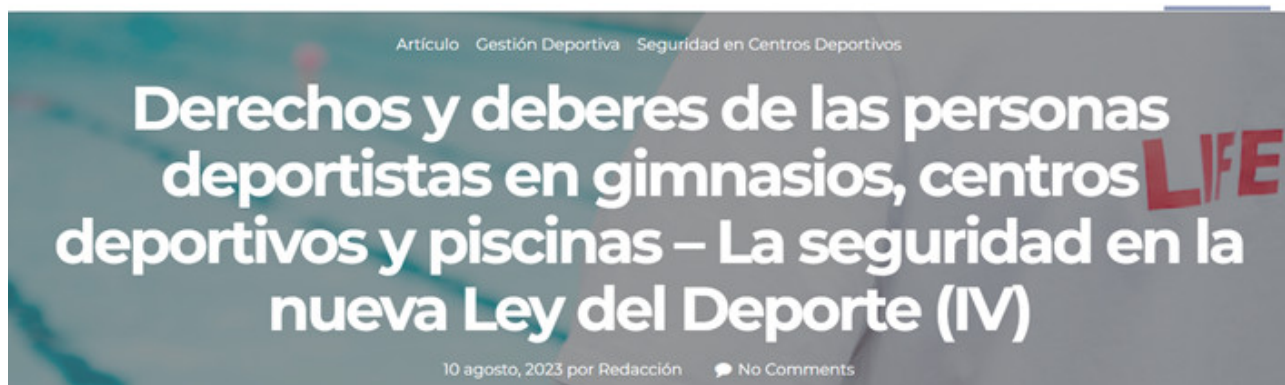 Artículo Gestión Deportiva Seguridad en Centros Deportivos
Derechos y deberes de las personas
deportistas en gimnasios, centros
LIFE
deportivos y piscinas – La seguridad en la
nueva Ley del Deporte (IV)
10 agosto, 2023 por Redacción No Comments